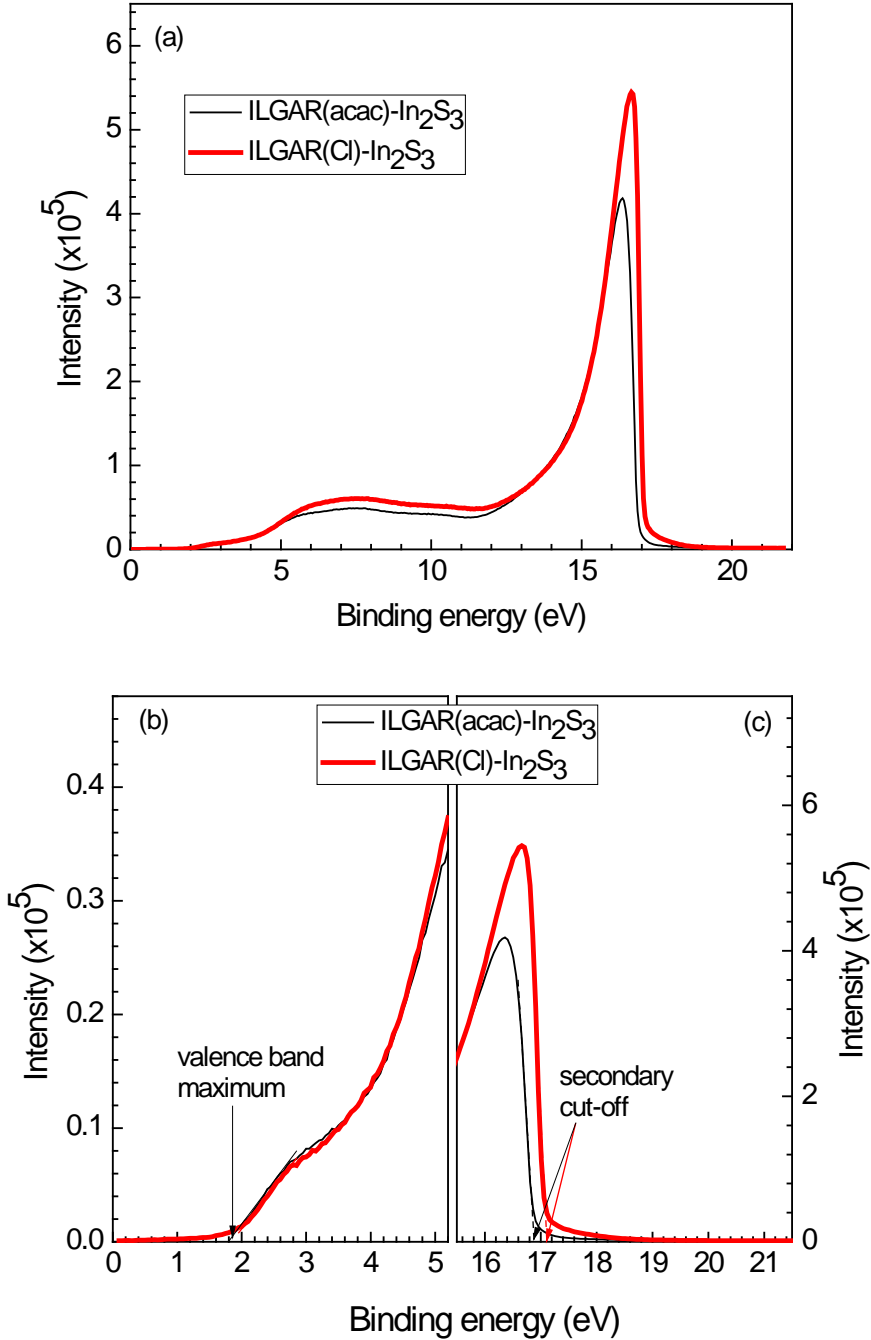 (a)
ILGAR(acac)-In2S3
ILGAR(Cl)-In2S3
Intensity (x10^5)
6
5
4
3
2
1
0
0 5 10 15 20
Binding energy (eV)
(b)
(c)
ILGAR(acac)-In2S3
ILGAR(Cl)-In2S3
Intensity (x10^5)
0.4
0.3
0.2
0.1
0.0
valence band
maximum
secondary
cut-off
6
4
2
0
Intensity (x10^5)
0 1 2 3 4 5 16 17 18 19 20 21
Binding energy (eV)